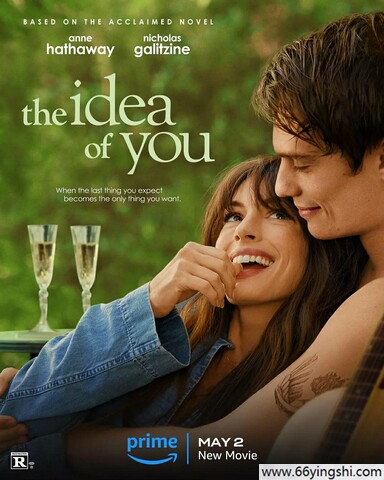 BASED ON THE ACCLAIMED NOVEL
anne nicholas
hathaway galitzine
the idea
of you
When the last thing you expect
becomes the only thing you want.
prime MAY 2
New Movie
R
www.66yingshi.com